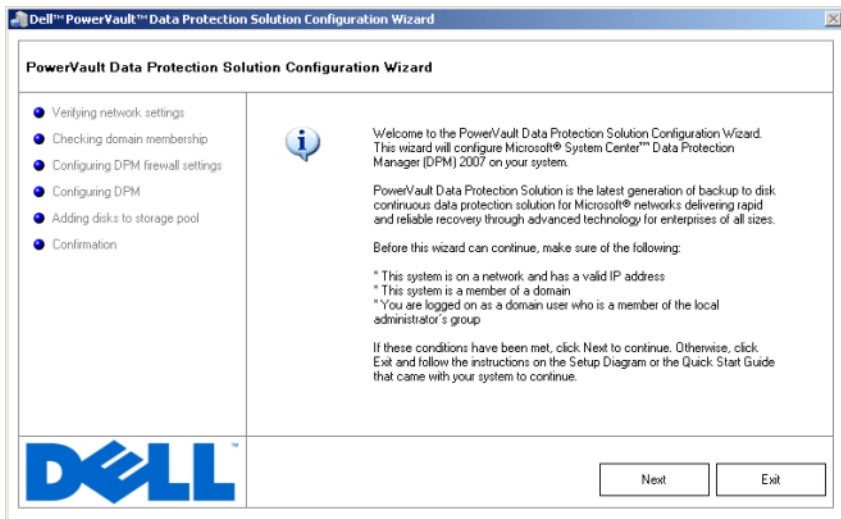 Dell™ PowerVault™ Data Protection Solution Configuration Wizard
PowerVault Data Protection Solution Configuration Wizard
Verifying network settings
Checking domain membership
Configuring DPM firewall settings
Configuring DPM
Adding disks to storage pool
Confirmation
Welcome to the PowerVault Data Protection Solution Configuration Wizard.
This wizard will configure Microsoft® System Center™ Data Protection
Manager (DPM) 2007 on your system.
PowerVault Data Protection Solution is the latest generation of backup to disk
continuous data protection solution for Microsoft® networks delivering rapid
and reliable recovery through advanced technology for enterprises of all sizes.
Before this wizard can continue, make sure of the following:
* This system is on a network and has a valid IP address
* This system is a member of a domain
* You are logged on as a domain user who is a member of the local
administrator's group
If these conditions have been met, click Next to continue. Otherwise, click
Exit and follow the instructions on the Setup Diagram or the Quick Start Guide
that came with your system to continue.
DELL™
Next
Exit